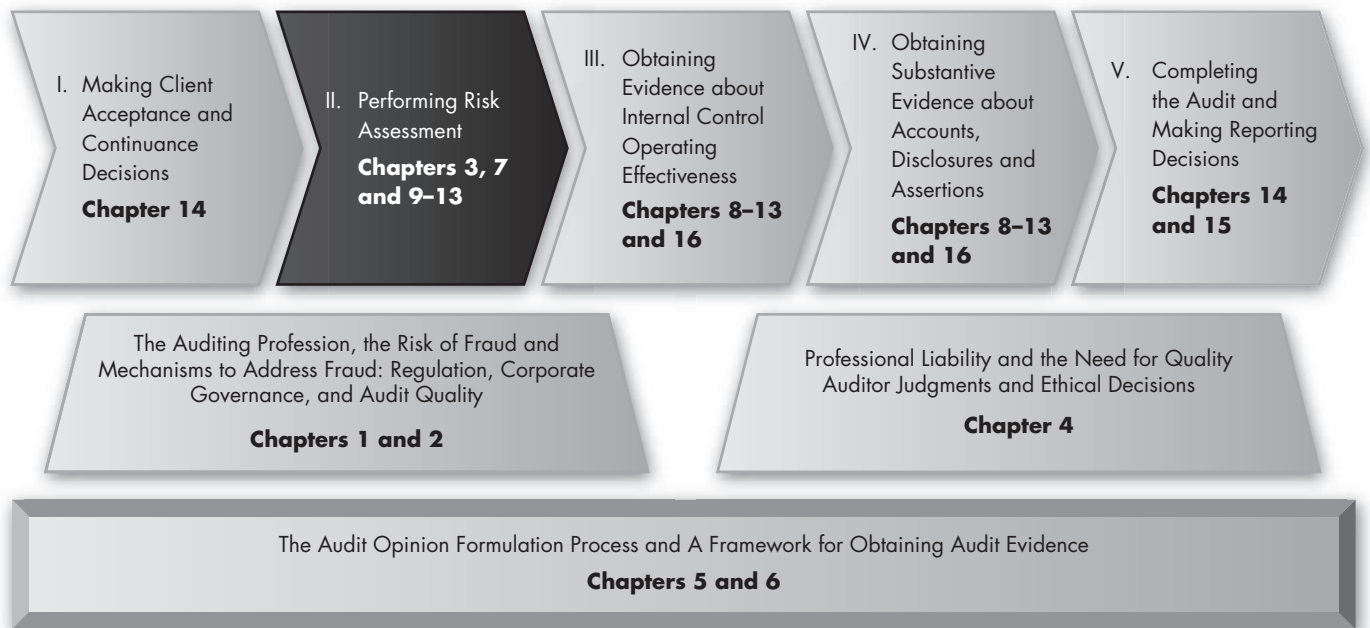 I. Making Client
Acceptance and
Continuance
Decisions
Chapter 14
II. Performing Risk
Assessment
Chapters 3, 7
and 9–13
III. Obtaining
Evidence about
Internal Control
Operating
Effectiveness
Chapters 8–13
and 16
IV. Obtaining
Substantive
Evidence about
Accounts,
Disclosures and
Assertions
Chapters 8–13
and 16
V. Completing
the Audit and
Making Reporting
Decisions
Chapters 14
and 15
The Auditing Profession, the Risk of Fraud and
Mechanisms to Address Fraud: Regulation, Corporate
Governance, and Audit Quality
Chapters 1 and 2
Professional Liability and the Need for Quality
Auditor Judgments and Ethical Decisions
Chapter 4
The Audit Opinion Formulation Process and A Framework for Obtaining Audit Evidence
Chapters 5 and 6